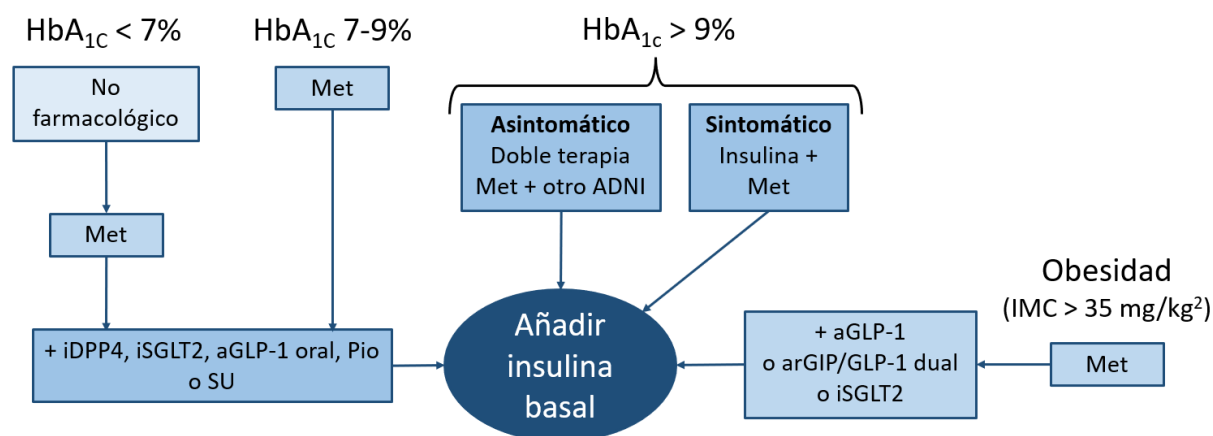 HbA1C < 7%
HbA1C 7-9%
HbA1c > 9%
No
farmacológico
Met
Met
Asintomático
Doble terapia
Met + otro ADNI
Sintomático
Insulina +
Met
+ iDPP4, iSGLT2, aGLP-1 oral, Pio
o SU
Añadir
insulina
basal
+ aGLP-1
o arGIP/GLP-1 dual
o iSGLT2
Obesidad
(IMC > 35 mg/kg²)
Met